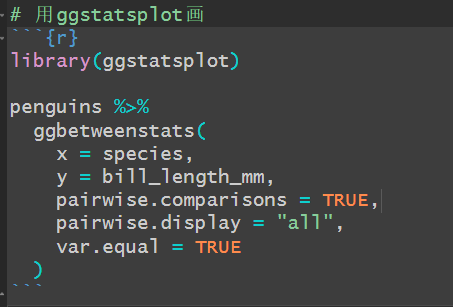 # 用ggstatsplot画
```{r}
library(ggstatsplot)

penguins %>%
  ggbetweenstats(
    x = species,
    y = bill_length_mm,
    pairwise.comparisons = TRUE,
    pairwise.display = "all",
    var.equal = TRUE
  )
```